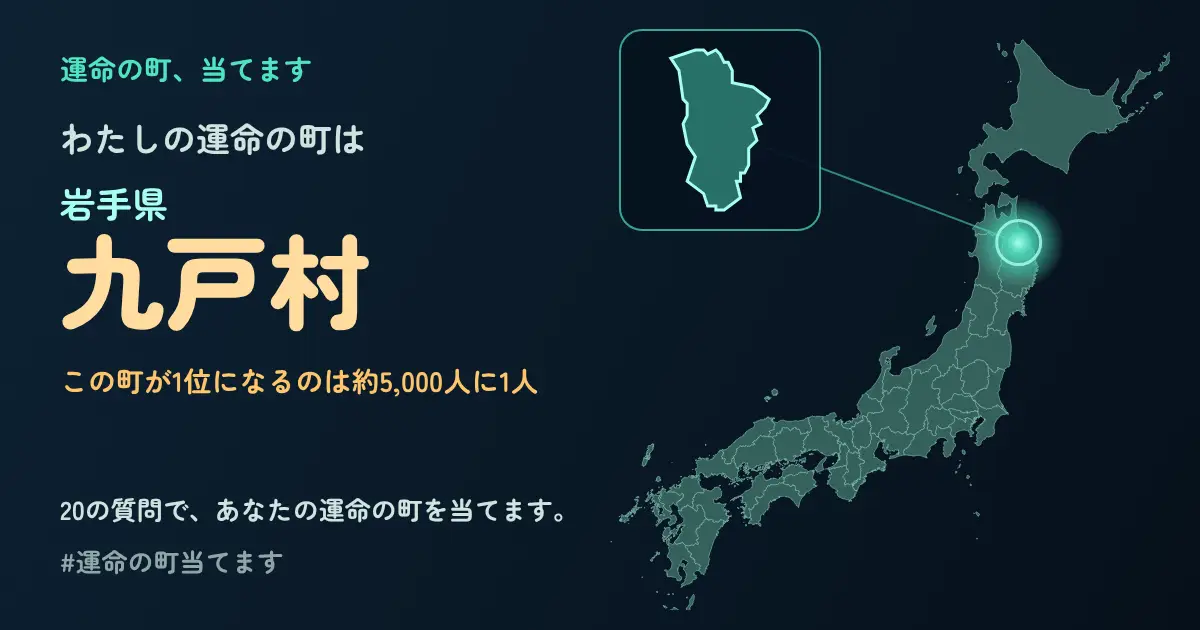 運命の町、当てます
わたしの運命の町は
岩手県
九戸村
この町が1位になるのは約5,000人に1人
20の質問で、あなたの運命の町を当てます。
#運命の町当てます